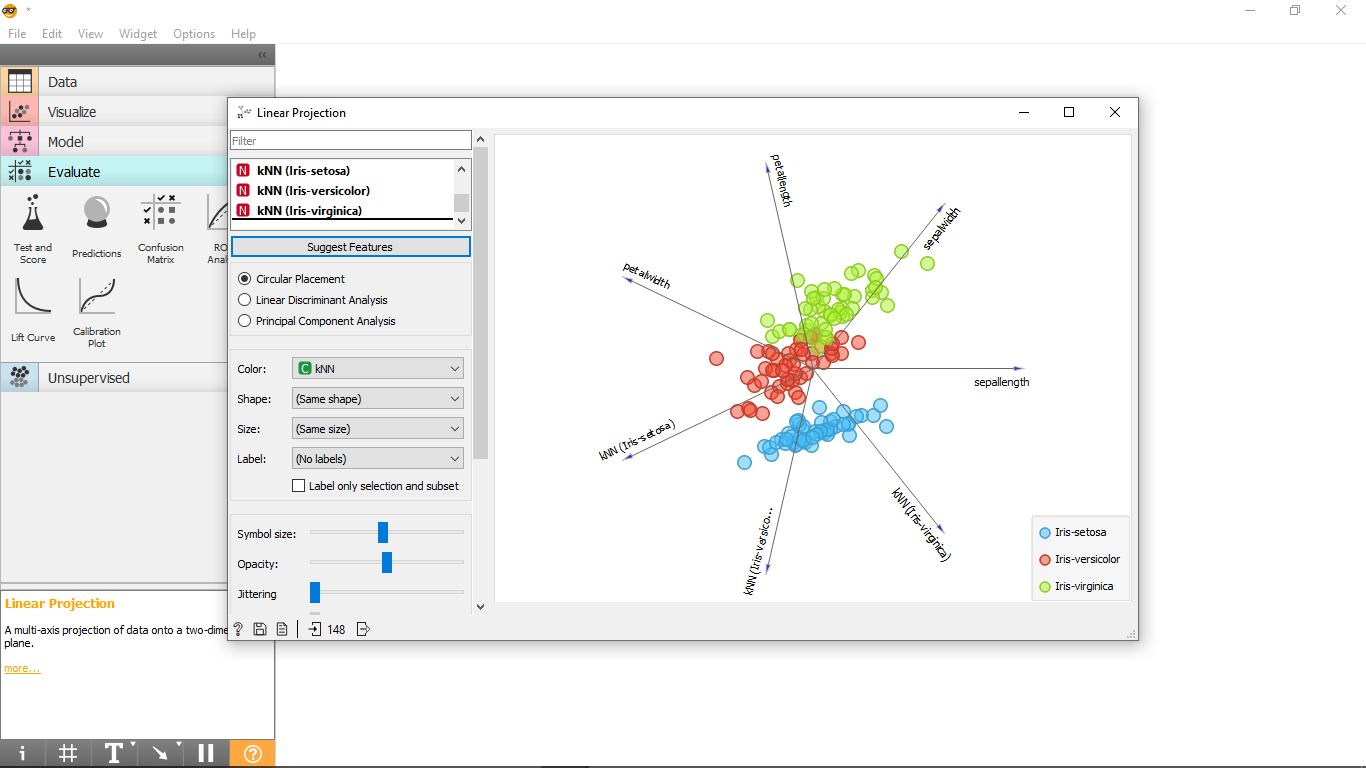 *
File Edit View Widget Options Help
Data
Visualize
Model
Evaluate
Test and Score
Predictions
Confusion Matrix
Lift Curve
Calibration Plot
Unsupervised
Linear Projection
A multi-axis projection of data onto a two-dime
plane.
more...
Linear Projection
Filter
N kNN (Iris-setosa)
N kNN (Iris-versicolor)
N kNN (Iris-virginica)
Suggest Features
Circular Placement
Linear Discriminant Analysis
Principal Component Analysis
Color: C kNN
Shape: (Same shape)
Size: (Same size)
Label: (No labels)
Label only selection and subset
Symbol size:
Opacity:
Jittering
148
petallength
sepalwidth
petalwidth
sepallength
kNN (Iris-setosa)
kNN (Iris-versico...
kNN (Iris-virginica)
Iris-setosa
Iris-versicolor
Iris-virginica